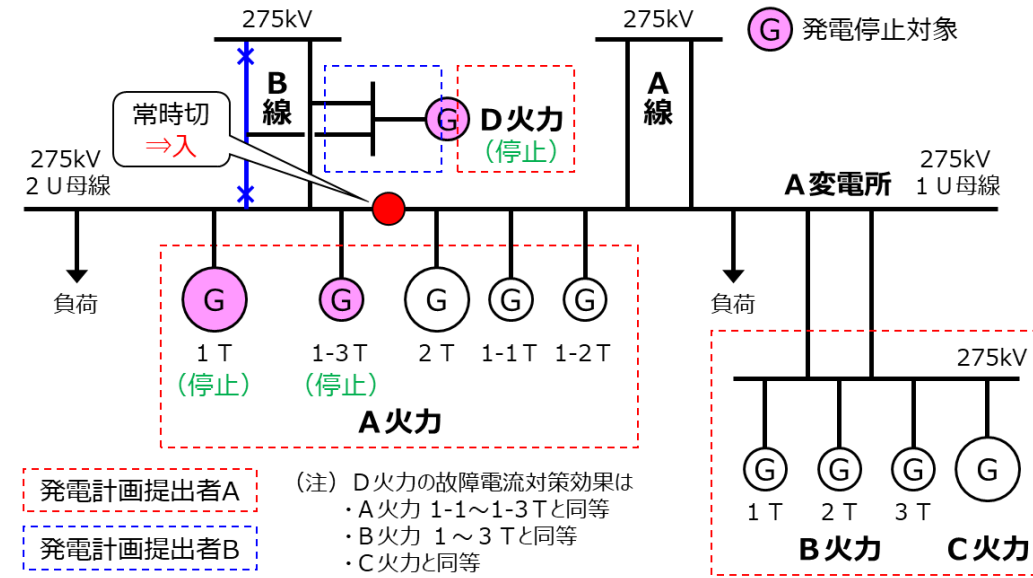 275kV
275kV
G 発電停止対象
B
線
A
線
常時切
⇒入
G
D火力
(停止)
275kV
2U母線
A変電所
275kV
1U母線
負荷
負荷
G
G
G
G
G
1T
1-3T
2T
1-1T
1-2T
(停止)
(停止)
A火力
275kV
G
G
G
G
1T
2T
3T
B火力
C火力
発電計画提出者A
発電計画提出者B
(注) D火力の故障電流対策効果は
・A火力 1-1~1-3Tと同等
・B火力 1~3Tと同等
・C火力と同等